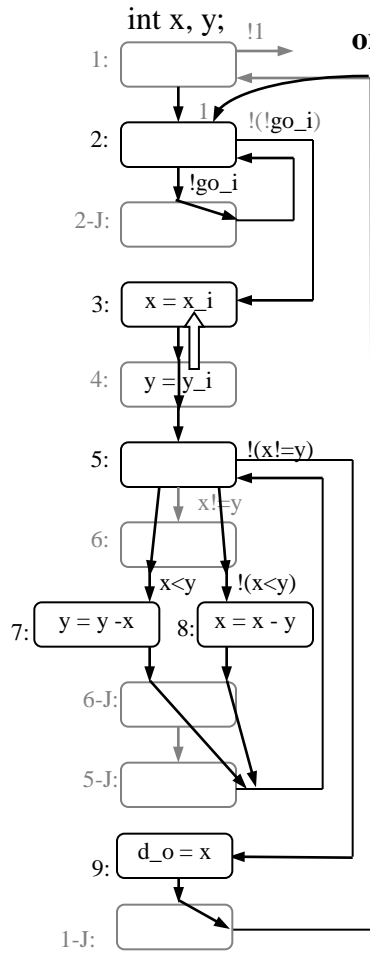 int x, y;
!1
1:
1
!(!go_i)
2:
!go_i
2-J:
3:
x = x_i
4:
y = y_i
5:
!(x!=y)
x!=y
6:
x<y
!(x<y)
7:
y = y -x
8:
x = x - y
6-J:
5-J:
9:
d_o = x
1-J: